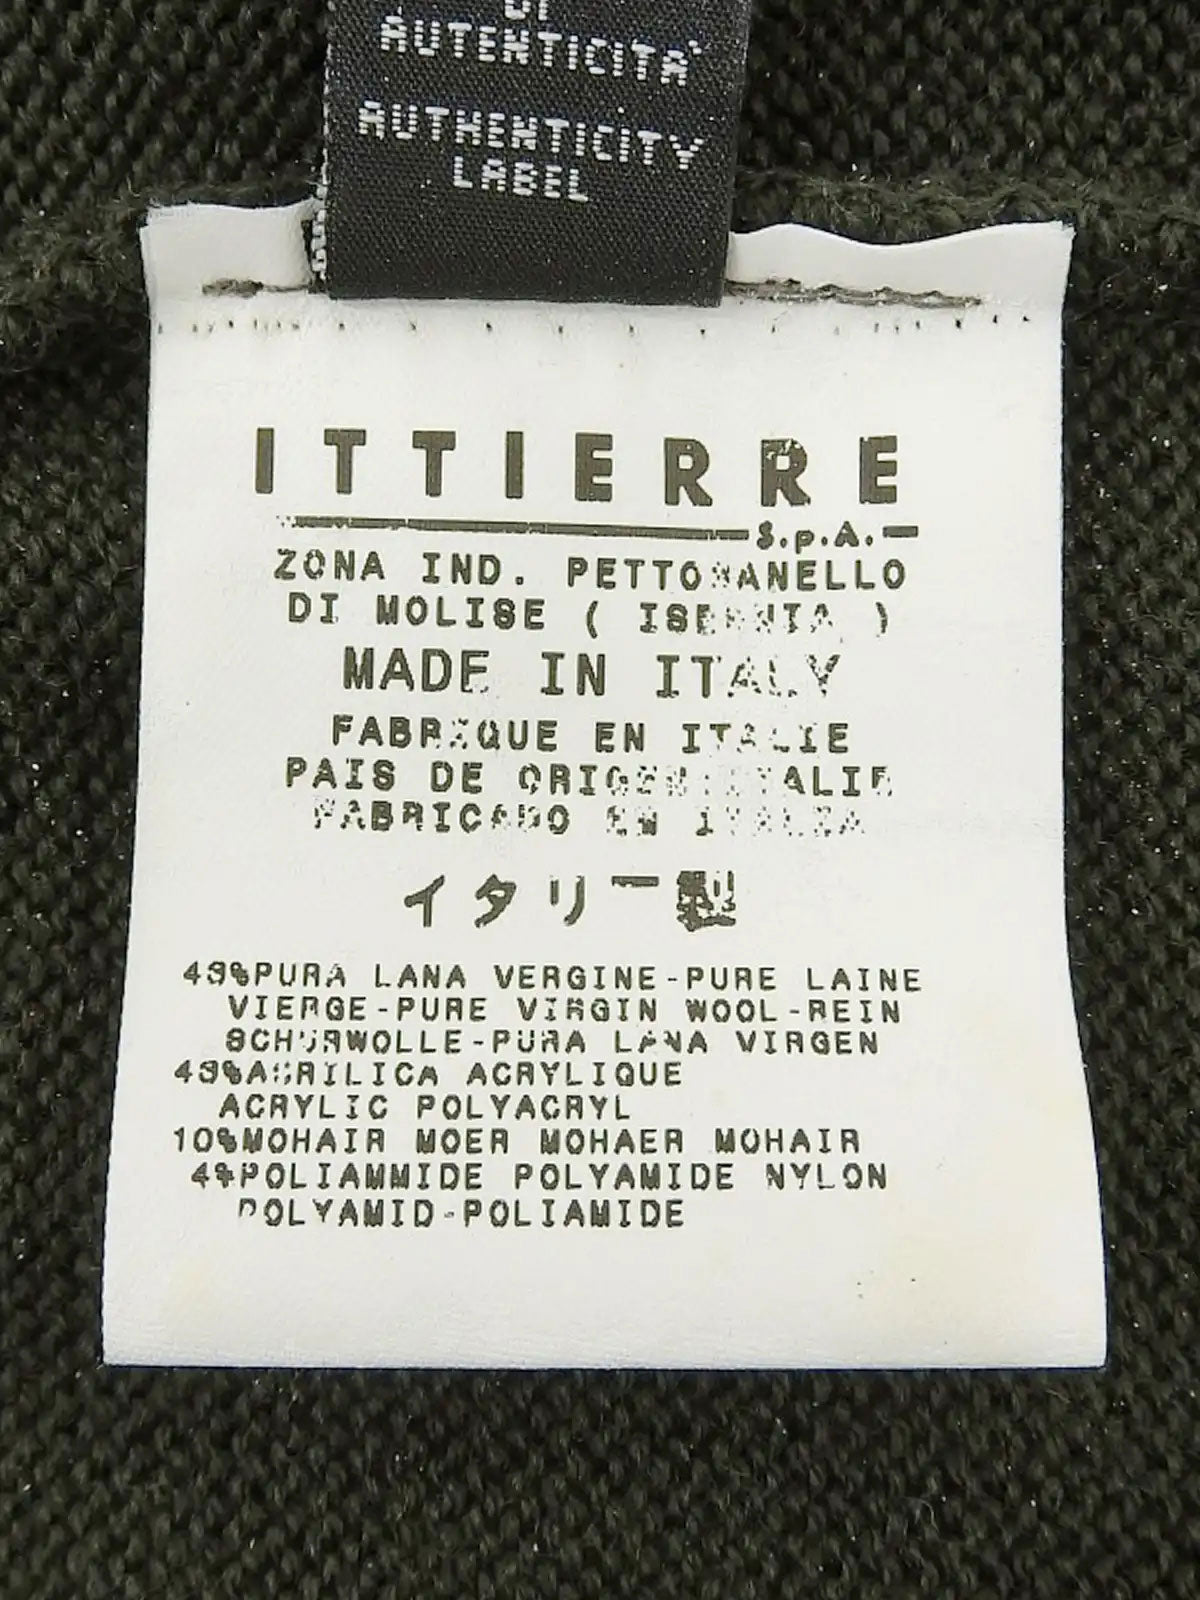 DI
AUTENTICITÀ
AUTHENTICITY
LABEL
ITTIERRE
S.p.A.
ZONA IND. PETTORANELLO
DI MOLISE ( ISERNIA )
MADE IN ITALY
FABRIQUE EN ITALIE
PAIS DE ORIGEN ITALIE
FABRICADO EN ITALIA
イタリー製
43%PURA LANA VERGINE-PURE LAINE
VIERGE-PURE VIRGIN WOOL-REIN
SCHURWOLLE-PURA LANA VIRGEN
43%ACRILICA ACRYLIQUE
ACRYLIC POLYACRYL
10%MOHAIR MOER MOHAER MOHAIR
4%POLIAMMIDE POLYAMIDE NYLON
POLYAMID-POLIAMIDE